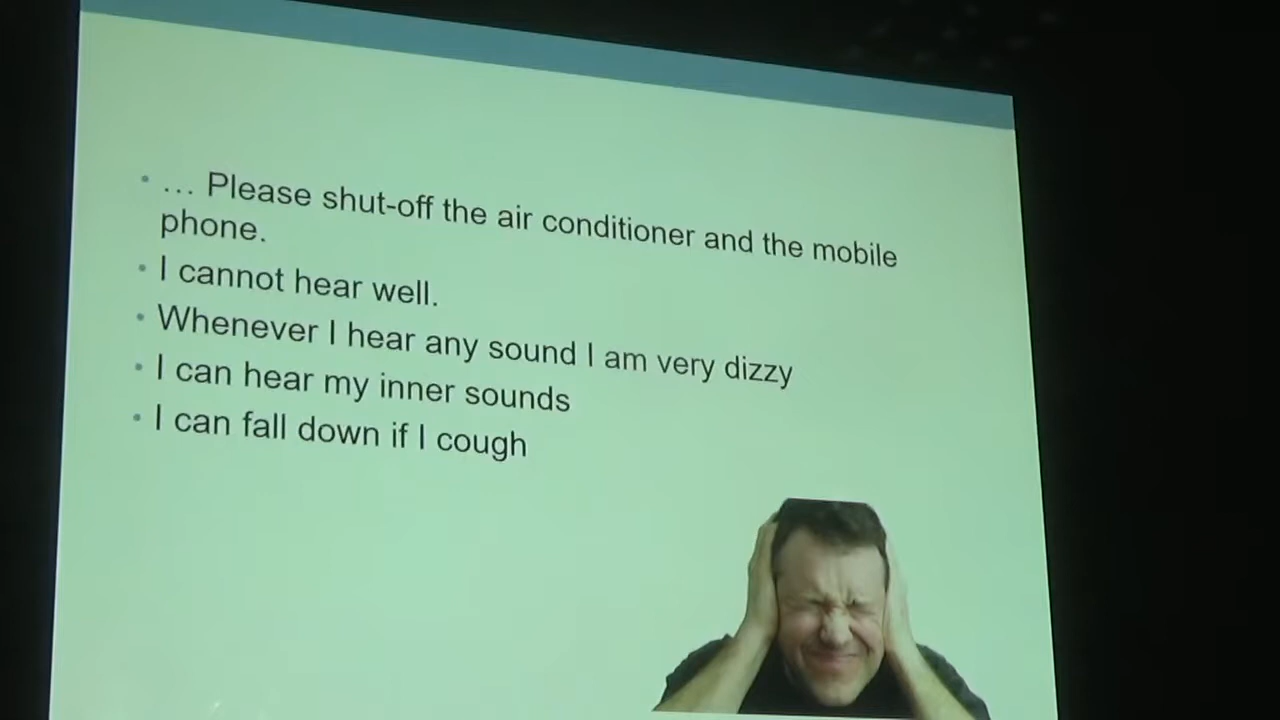 • ... Please shut-off the air conditioner and the mobile
phone.
• I cannot hear well.
• Whenever I hear any sound I am very dizzy
• I can hear my inner sounds
• I can fall down if I cough